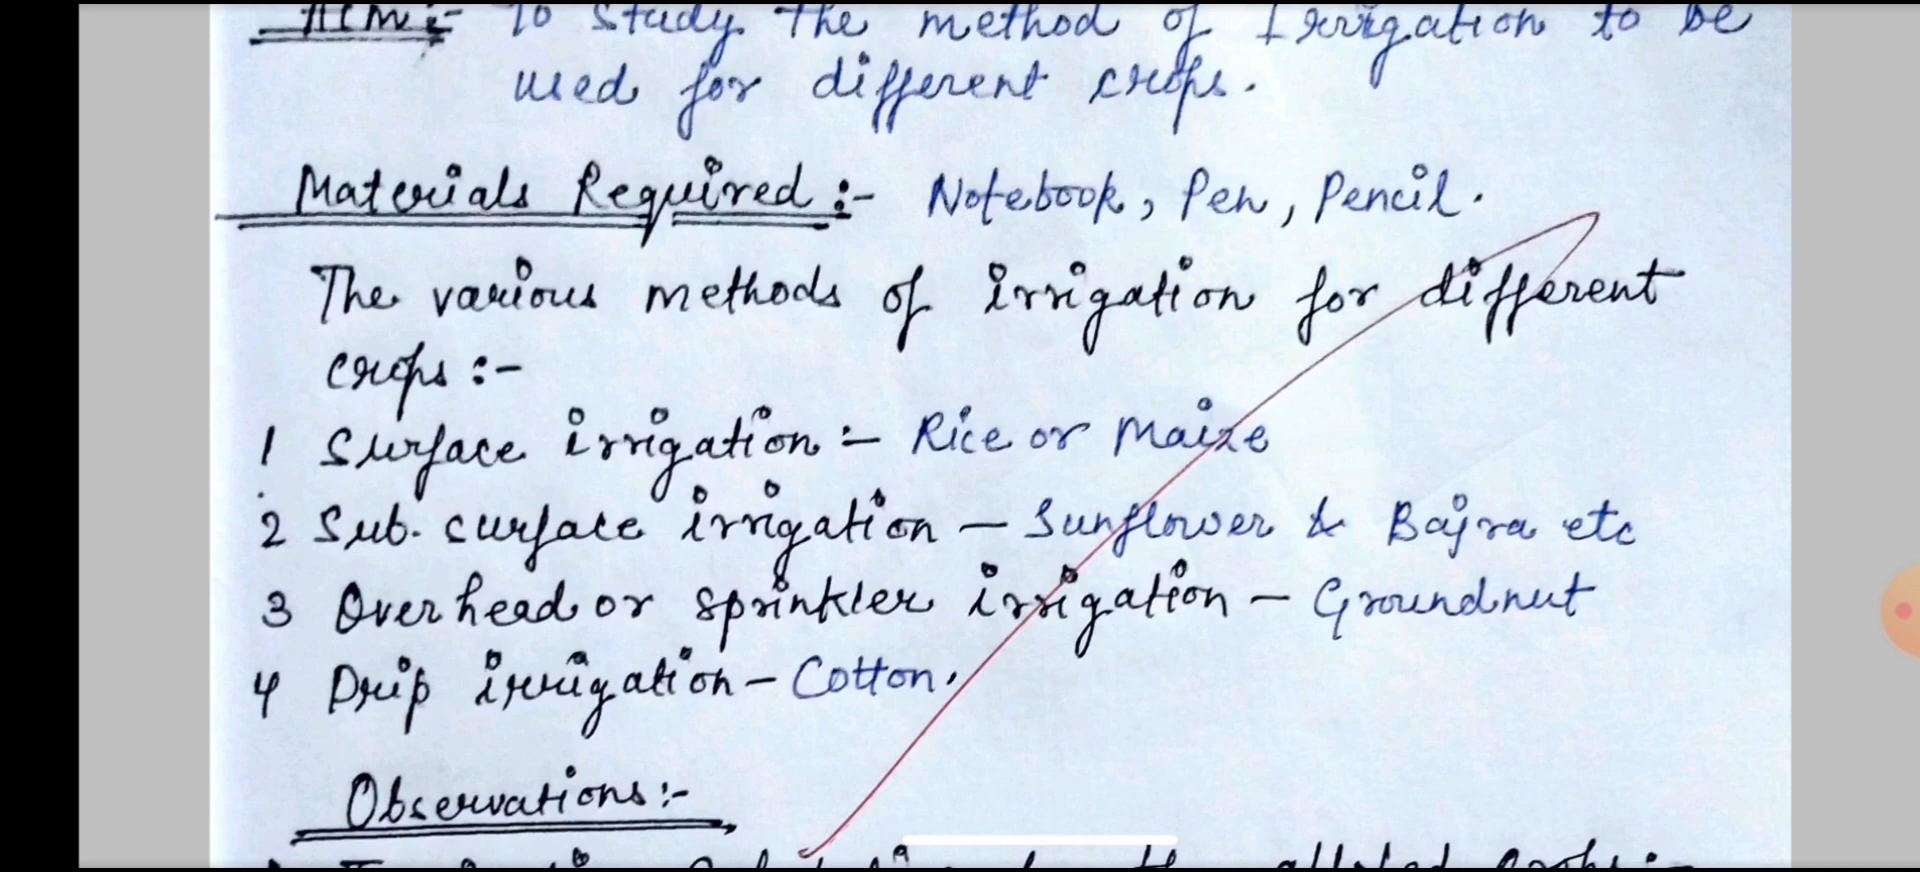 Aim :- To study the method of Irrigation to be
used for different crops.
Materials Required :- Notebook, Pen, Pencil.
The various methods of irrigation for different
crops :-
1 Surface irrigation :- Rice or Maize
2 Sub-surface irrigation - Sunflower & Bajra etc
3 Overhead or sprinkler irrigation - Groundnut
4 Drip irrigation - Cotton.
Observations :-